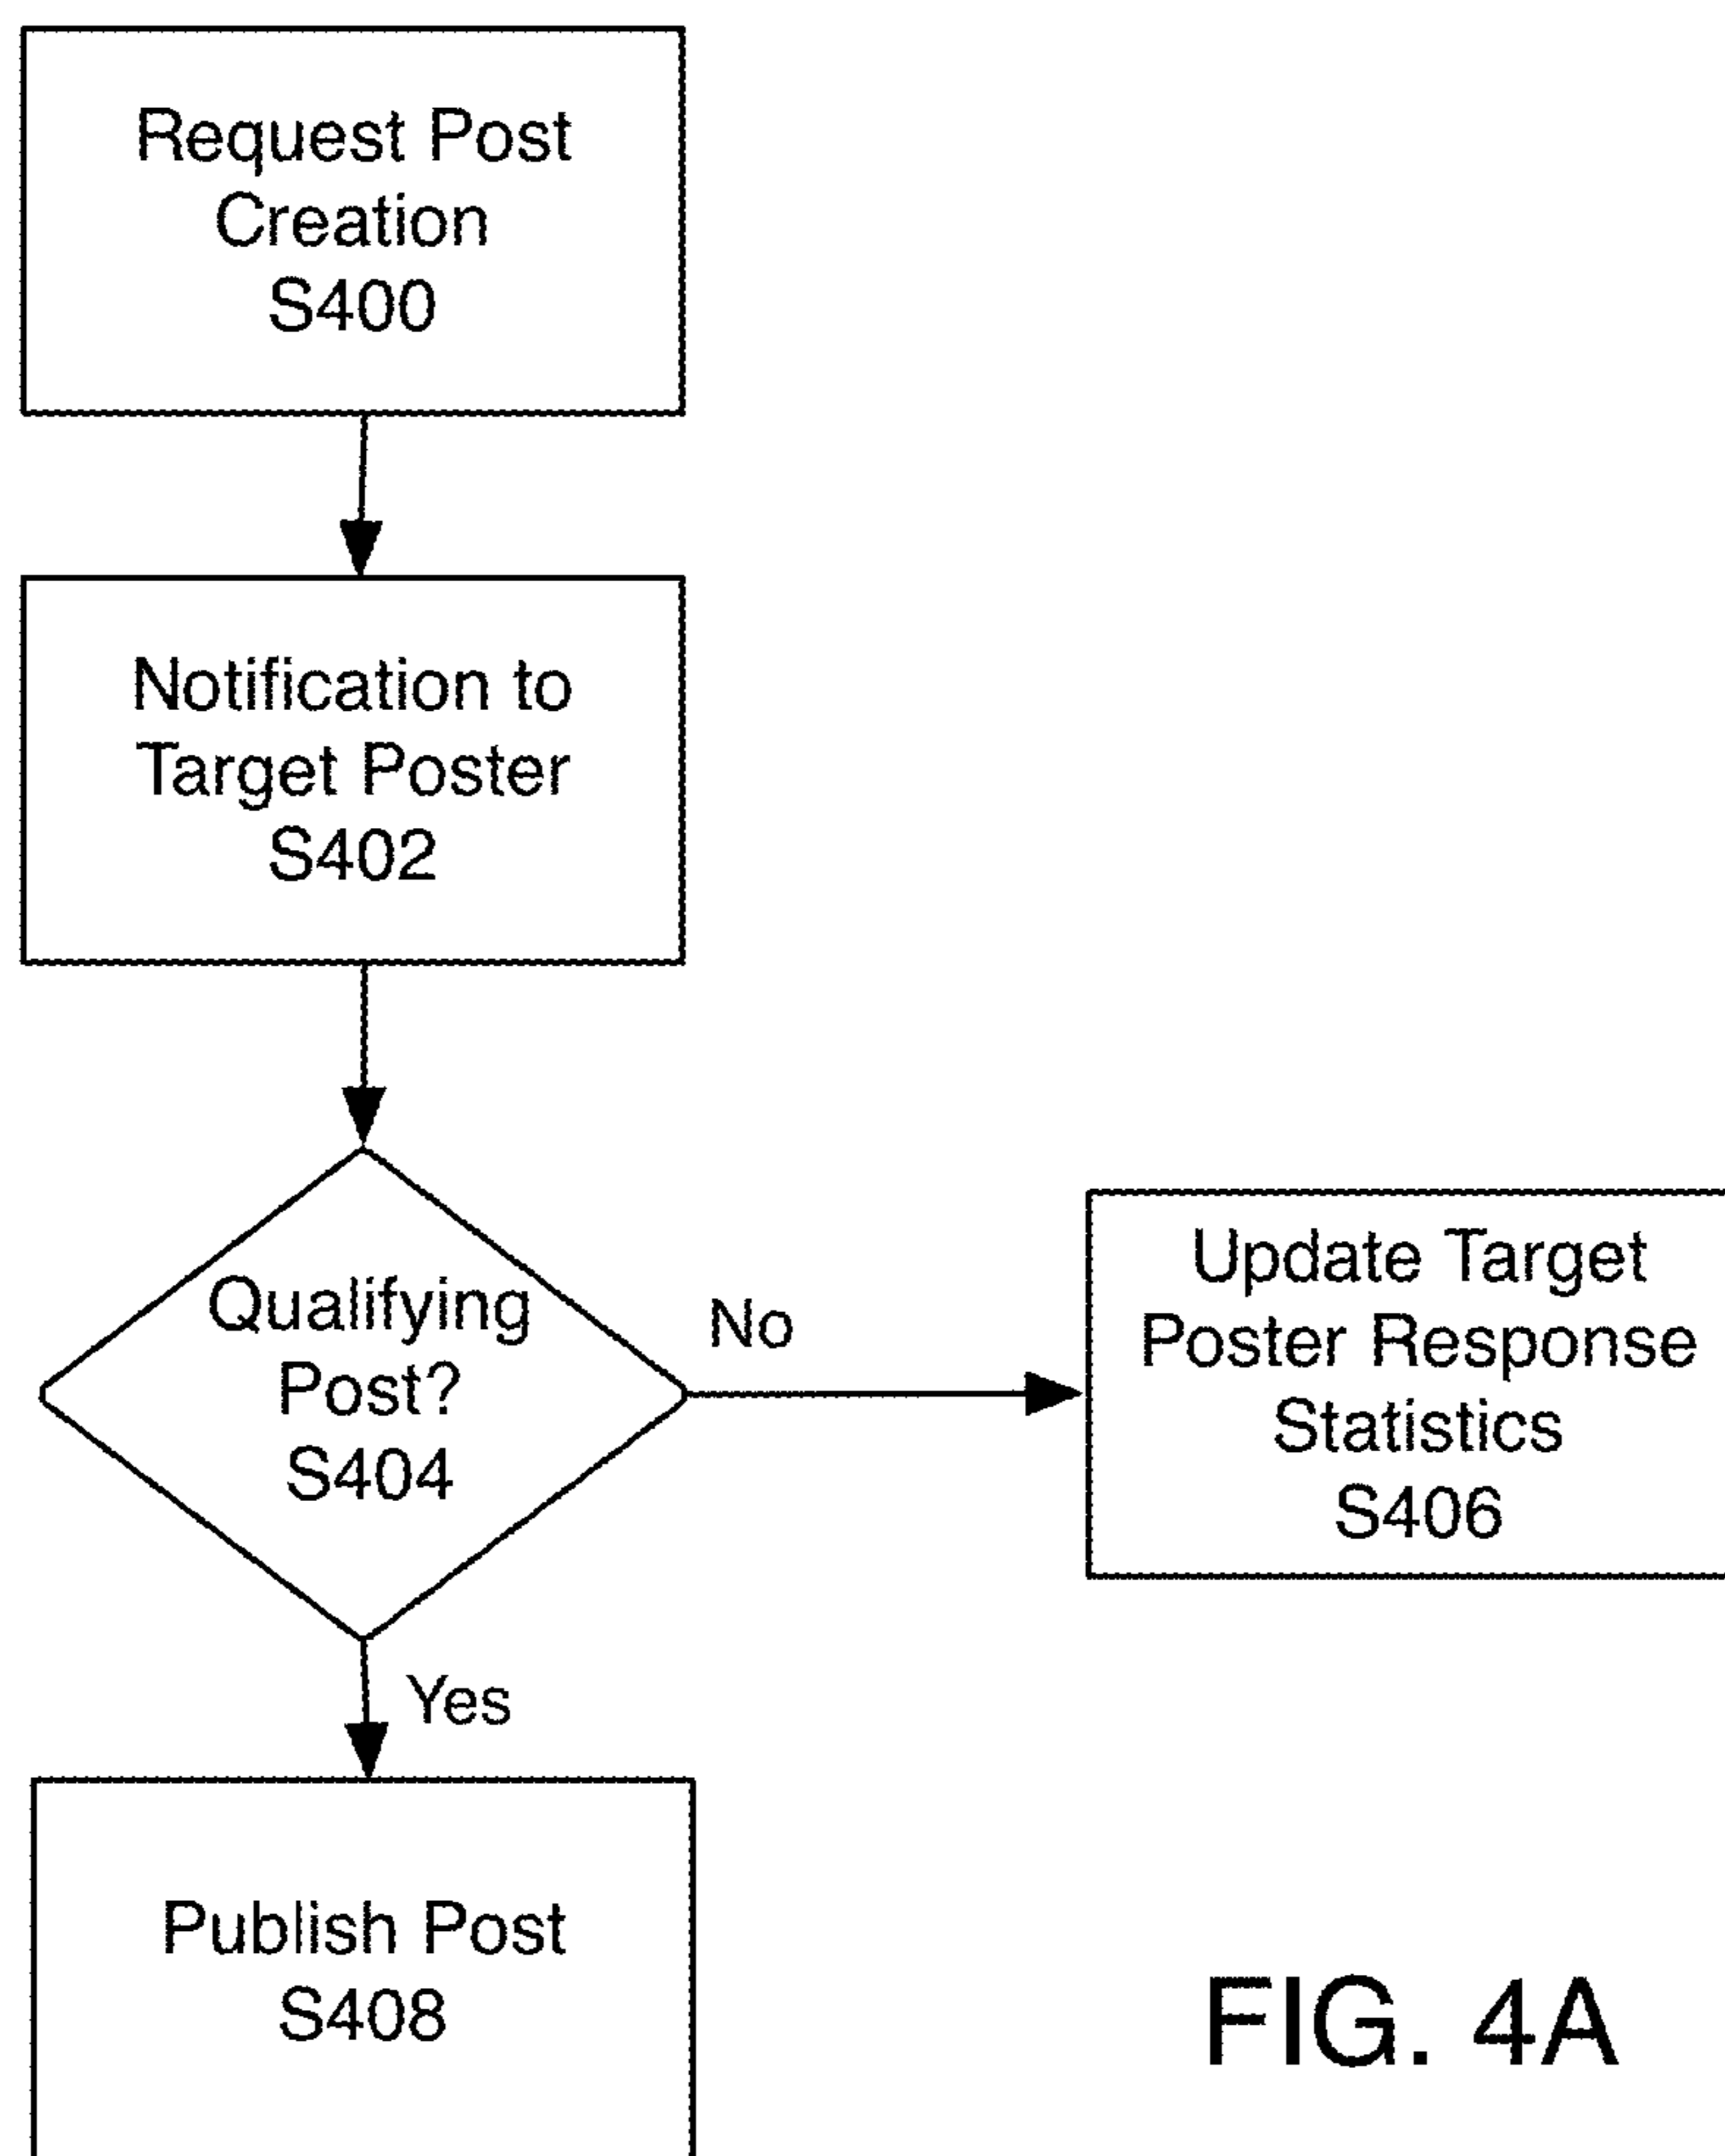 Request Post
Creation
S400
Notification to
Target Poster
S402
Qualifying
Post?
S404
No
Update Target
Poster Response
Statistics
S406
Yes
Publish Post
S408
FIG. 4A